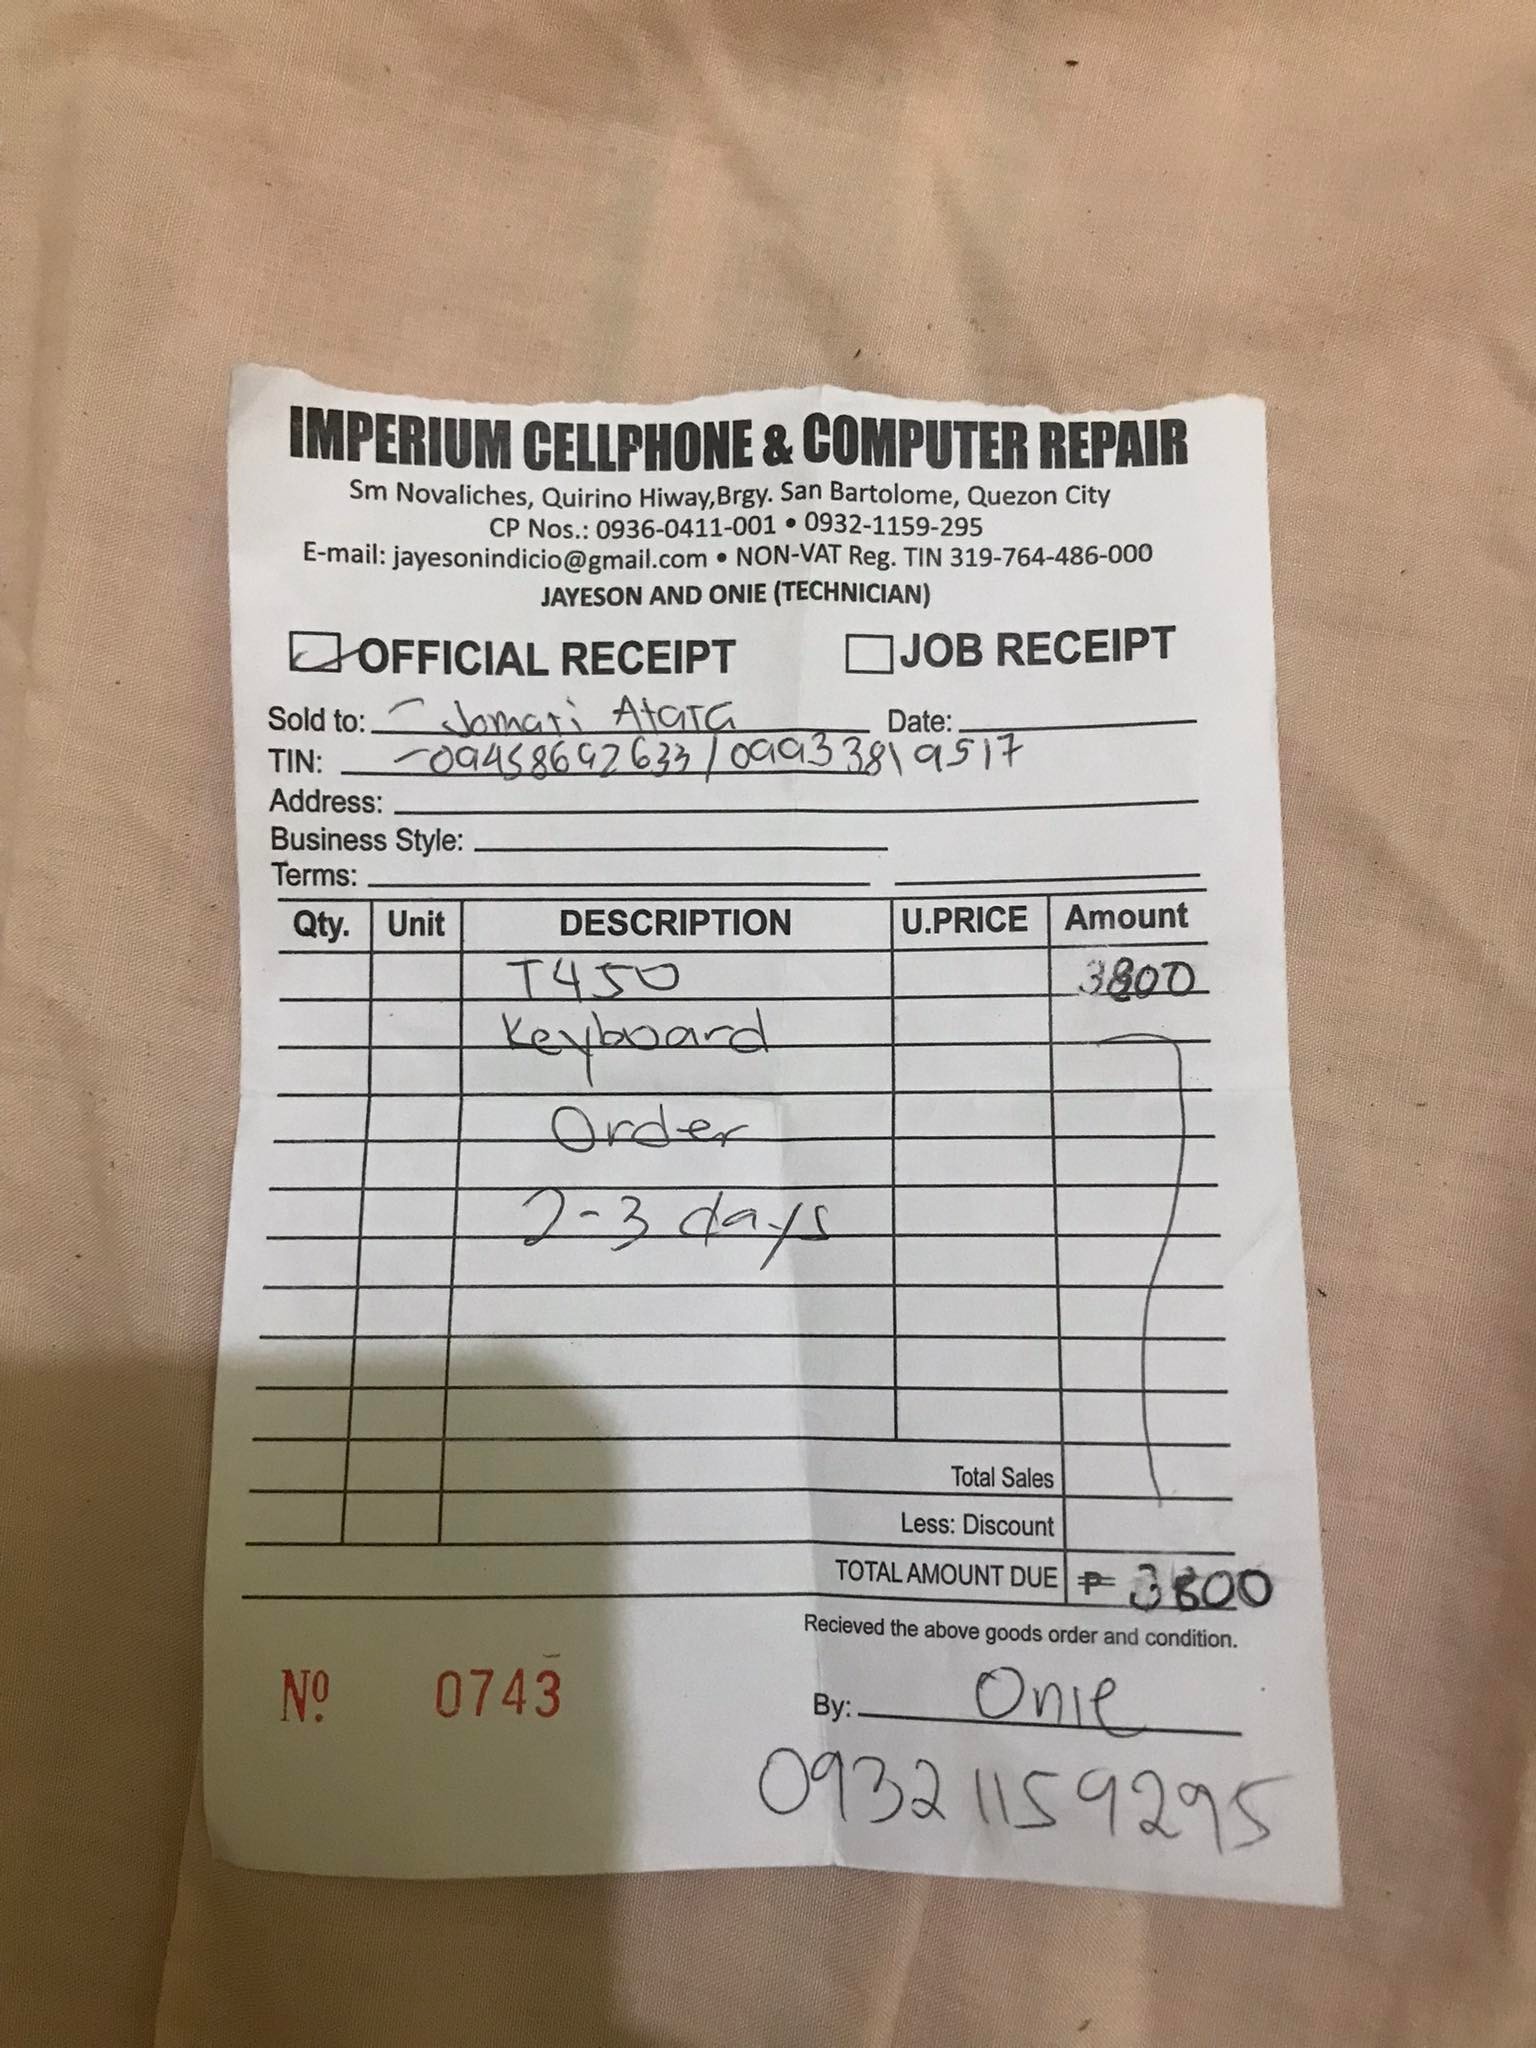 IMPERIUM CELLPHONE & COMPUTER REPAIR
Sm Novaliches, Quirino Hiway,Brgy. San Bartolome, Quezon City
CP Nos.: 0936-0411-001 • 0932-1159-295
E-mail: jayesonindicio@gmail.com • NON-VAT Reg. TIN 319-764-486-000
JAYESON AND ONIE (TECHNICIAN)
OFFICIAL RECEIPT JOB RECEIPT
Sold to: Jomari Atara Date:
TIN: 09458692633/09933819517
Address:
Business Style:
Terms:
Qty. Unit DESCRIPTION U.PRICE Amount
T450 3800
Keyboard
Order
2-3 days
Total Sales
Less: Discount
TOTAL AMOUNT DUE ₱ 3800
Recieved the above goods order and condition.
Nº 0743 By: Onie
09321159295